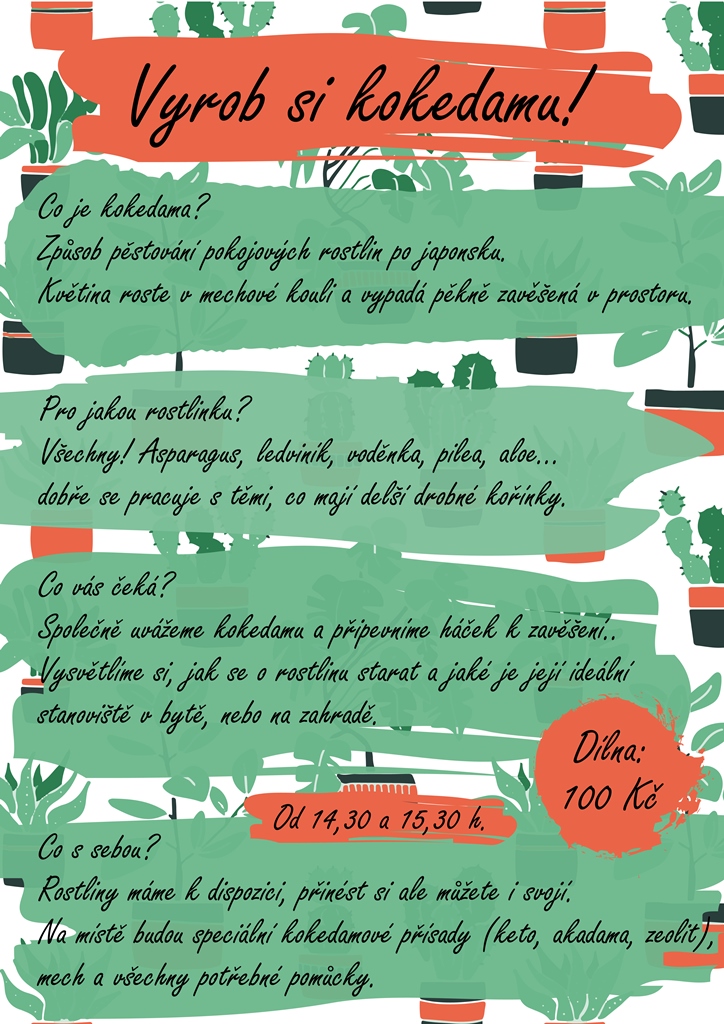 Vyrob si kokedamu!
Co je kokedama?
Způsob pěstování pokojových rostlin po japonsku.
Květina roste v mechové kouli a vypadá pěkně zavěšená v prostoru.
Pro jakou rostlinku?
Všechny! Asparagus, ledviník, voděnka, pilea, aloe...
dobře se pracuje s těmi, co mají delší drobné kořínky.
Co vás čeká?
Společně uvážeme kokedamu a připevníme háček k zavěšení..
Vysvětlíme si, jak se o rostlinu starat a jaké je její ideální
stanoviště v bytě, nebo na zahradě.
Dílna:
100 Kč
Od 14,30 a 15,30 h.
Co s sebou?
Rostliny máme k dispozici, přinést si ale můžete i svojí.
Na místě budou speciální kokedamové přísady (keto, akadama, zeolit),
mech a všechny potřebné pomůcky.